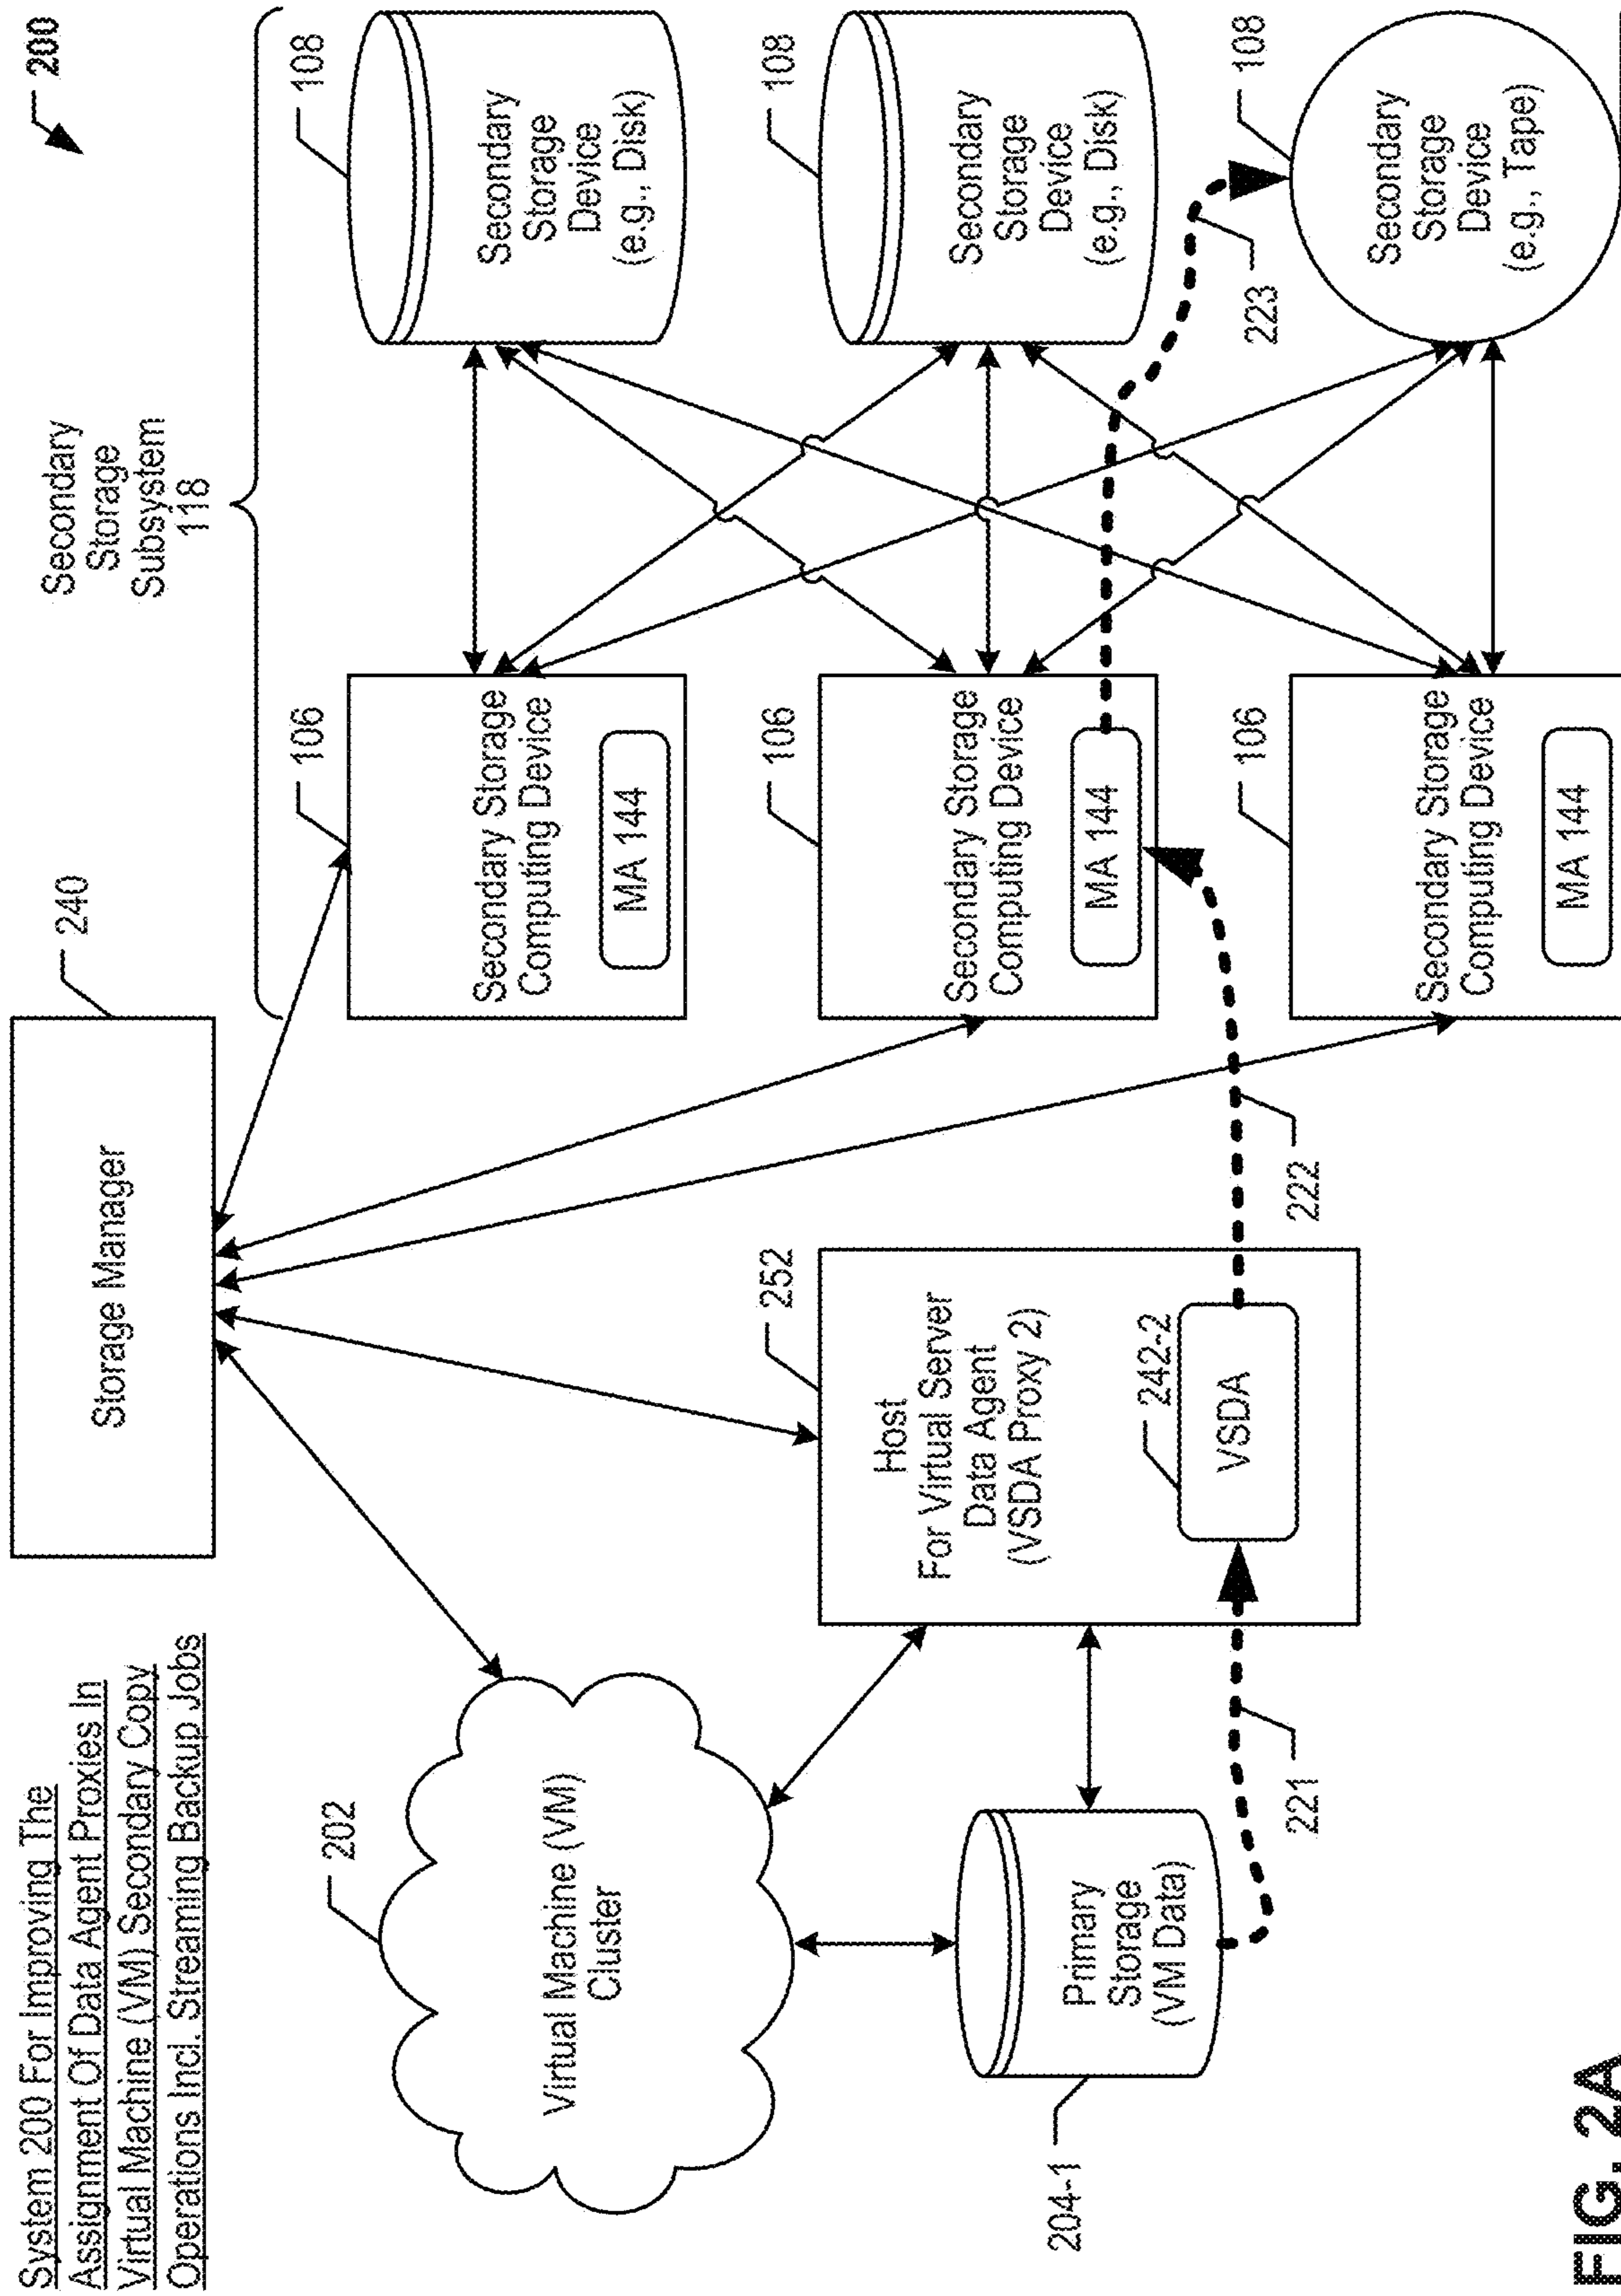 System 200 For Improving The
Assignment Of Data Agent Proxies In
Virtual Machine (VM) Secondary Copy
Operations Incl. Streaming Backup Jobs
200
Storage Manager
240
Secondary
Storage
Subsystem
118
202
Virtual Machine (VM)
Cluster
252
Host
For Virtual Server
Data Agent
(VSDA Proxy 2)
242-2
VSDA
204-1
Primary
Storage
(VM Data)
221
222
223
106
Secondary Storage
Computing Device
MA 144
106
Secondary Storage
Computing Device
MA 144
106
Secondary Storage
Computing Device
MA 144
108
Secondary
Storage
Device
(e.g., Disk)
108
Secondary
Storage
Device
(e.g., Disk)
108
Secondary
Storage
Device
(e.g., Tape)
FIG. 2A